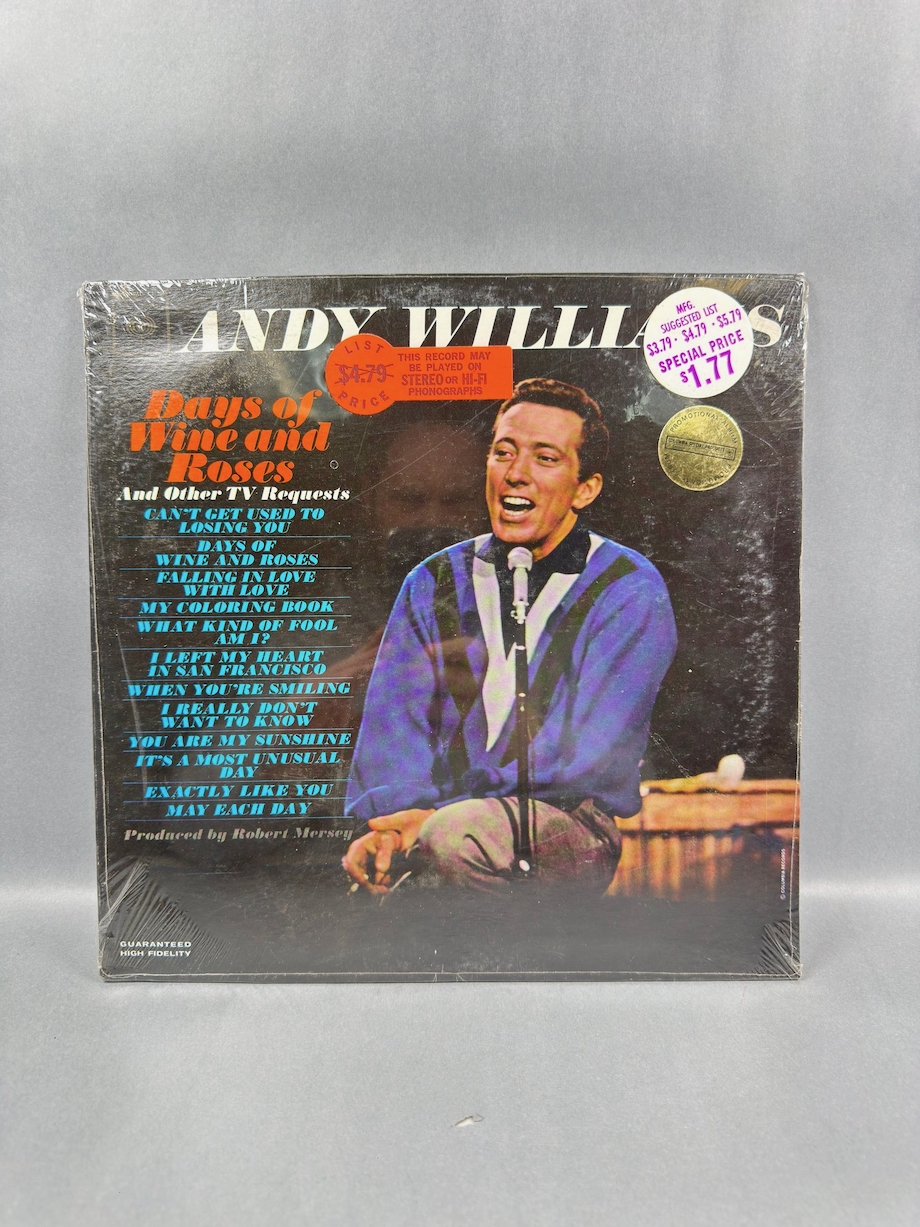 ANDY WILLIAMS
LIST
$4.79
PRICE
THIS RECORD MAY
BE PLAYED ON
STEREO OR HI-FI
PHONOGRAPHS
MFG.
SUGGESTED LIST
$3.79 · $4.79 · $5.79
SPECIAL PRICE
$1.77
PROMOTIONAL ALBUM
Days of
Wine and
Roses
And Other TV Requests
CAN'T GET USED TO
LOSING YOU
DAYS OF
WINE AND ROSES
FALLING IN LOVE
WITH LOVE
MY COLORING BOOK
WHAT KIND OF FOOL
AM I?
I LEFT MY HEART
IN SAN FRANCISCO
WHEN YOU'RE SMILING
I REALLY DON'T
WANT TO KNOW
YOU ARE MY SUNSHINE
IT'S A MOST UNUSUAL
DAY
EXACTLY LIKE YOU
MAY EACH DAY
Produced by Robert Mersey
© COLUMBIA RECORDS
GUARANTEED
HIGH FIDELITY